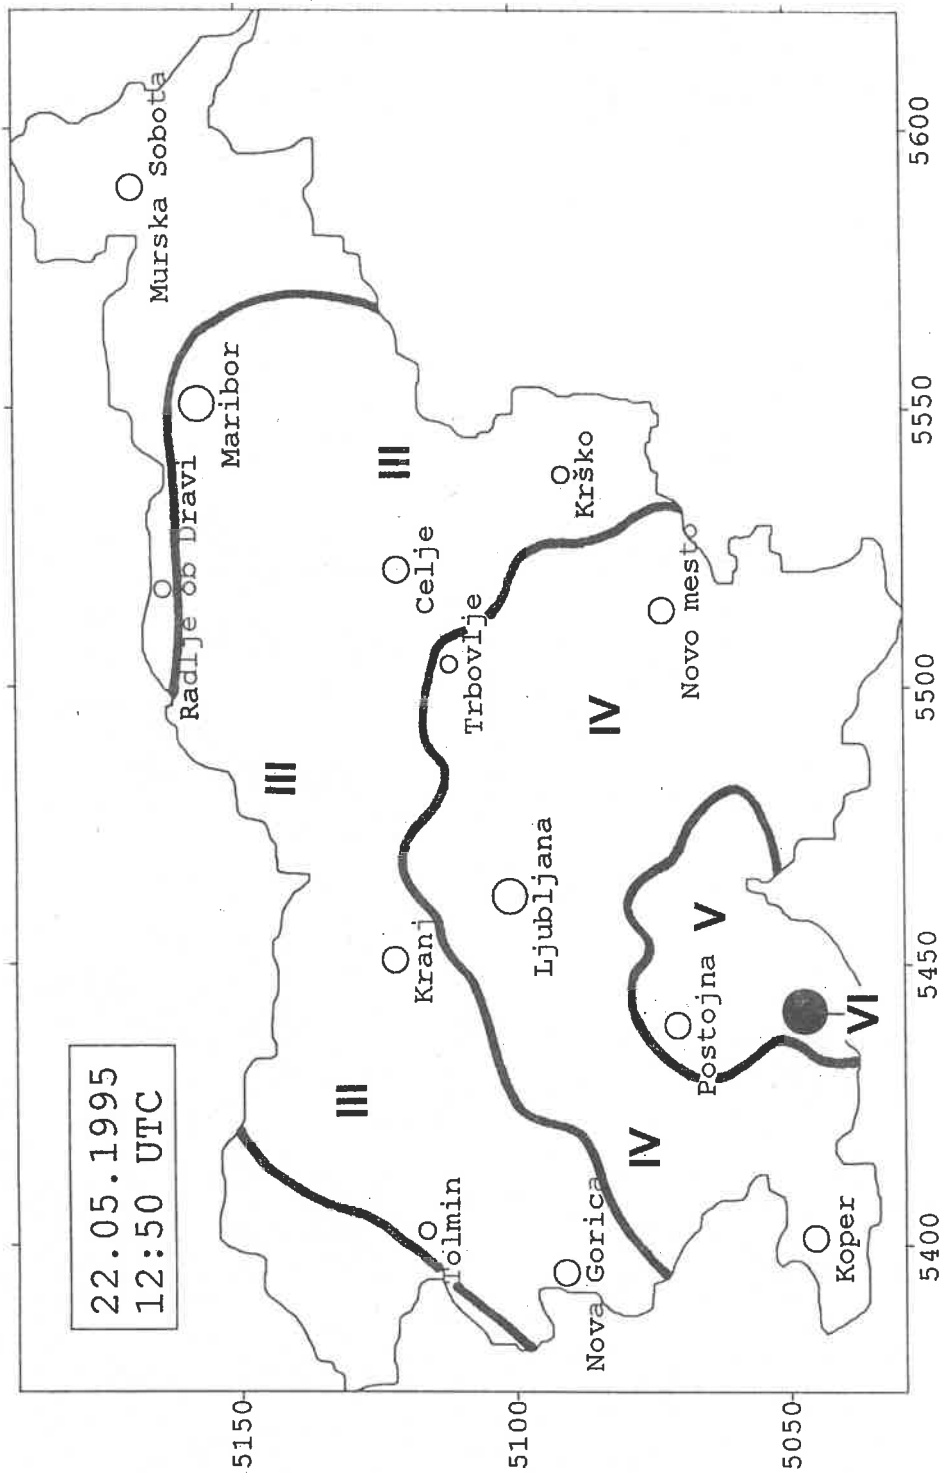 22.05.1995
12:50 UTC
Murska Sobota
Radlje ob Dravi
Maribor
III
III
Celje
III
Kranj
Trbovlje
Krško
Tolmin
Ljubljana
IV
Novo mesto
Nova Gorica
IV
Postojna
V
VI
Koper
5150
5100
5050
5400
5450
5500
5550
5600